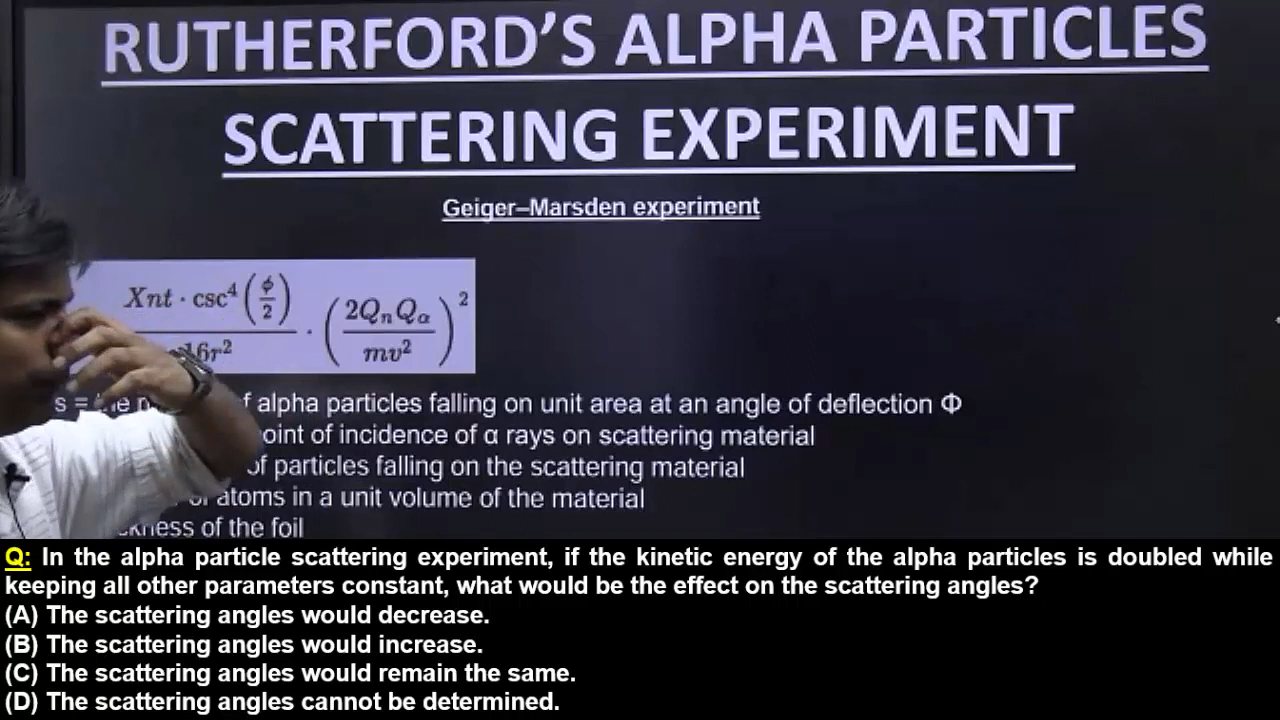 RUTHERFORD'S ALPHA PARTICLES
SCATTERING EXPERIMENT
Geiger–Marsden experiment
Xnt · csc⁴(ϕ/2) / 16r² · (2QₙQα / mv²)²
s = the f alpha particles falling on unit area at an angle of deflection Φ
oint of incidence of α rays on scattering material
of particles falling on the scattering material
of atoms in a unit volume of the material
ckness of the foil
Q: In the alpha particle scattering experiment, if the kinetic energy of the alpha particles is doubled while
keeping all other parameters constant, what would be the effect on the scattering angles?
(A) The scattering angles would decrease.
(B) The scattering angles would increase.
(C) The scattering angles would remain the same.
(D) The scattering angles cannot be determined.